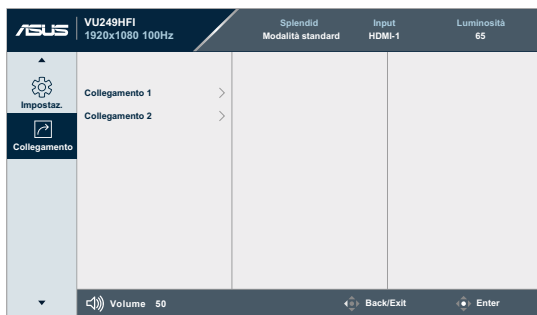 ASUS
VU249HFI
1920x1080 100Hz
Splendid
Modalità standard
Input
HDMI-1
Luminosità
65
Impostaz.
Collegamento
Collegamento 1
Collegamento 2
Volume 50
Back/Exit
Enter